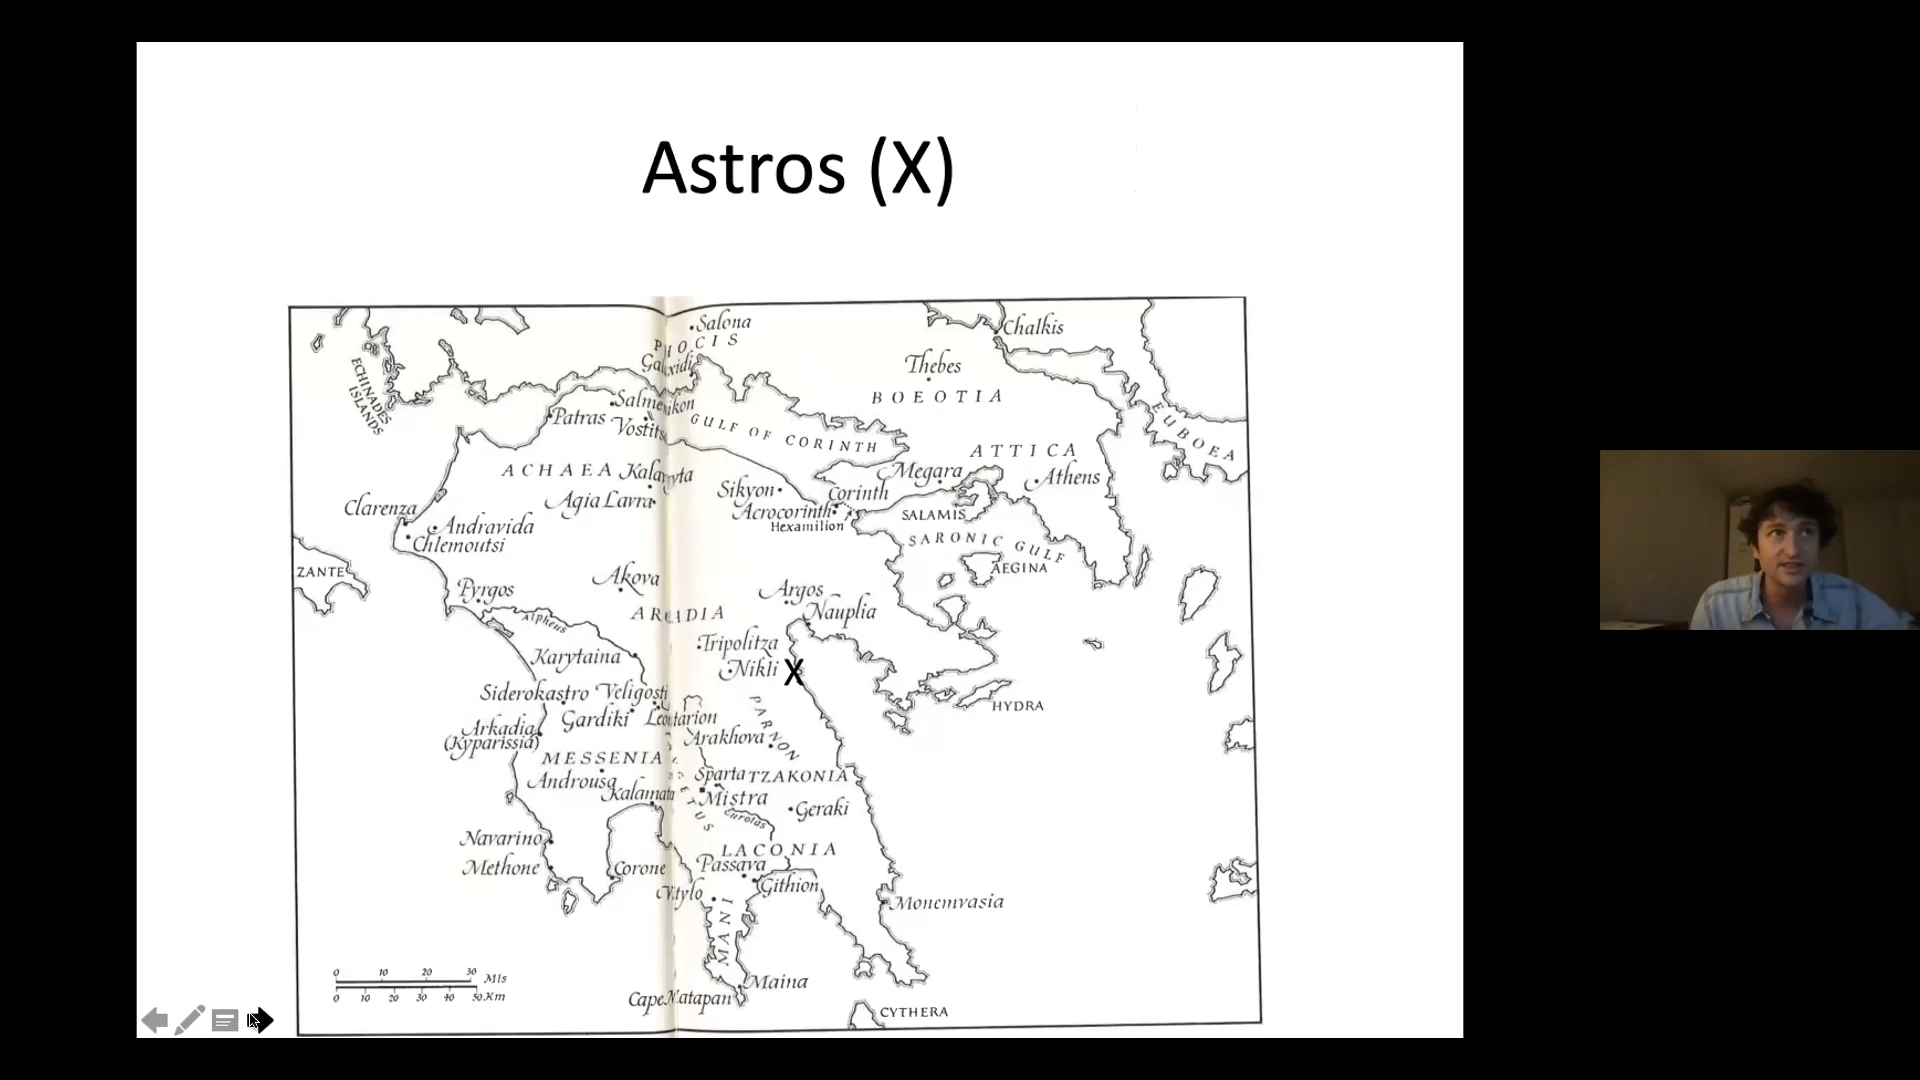 Astros (X)
Salona
PHOCIS
Galaxidi
Chalkis
Thebes
BOEOTIA
ECHINADES
ISLANDS
Salmenikon
Patras
Vostitsa
GULF OF CORINTH
EUBOEA
ATTICA
ACHAEA
Kalavryta
Megara
Athens
Sikyon
Corinth
Agia Lavra
Clarenza
Acrocorinth
Hexamilion
SALAMIS
Andravida
Chlemoutsi
SARONIC GULF
AEGINA
ZANTE
Akova
Pyrgos
Argos
ARCADIA
Nauplia
Alpheus
Tripolitza
Karytaina
Nikli
X
Siderokastro
Veligosti
HYDRA
Gardiki
Leontarion
PARNON
Arkadia
(Kyparissia)
Arakhova
MESSENIA
Sparta
TZAKONIA
Androusa
Kalamata
Mistra
Geraki
Eurotas
Navarino
LACONIA
Methone
Corone
Passava
Githion
Vitylo
MANI
Monemvasia
0 10 20 30 Mls
0 10 20 30 40 50 Km
Maina
Cape Matapan
CYTHERA